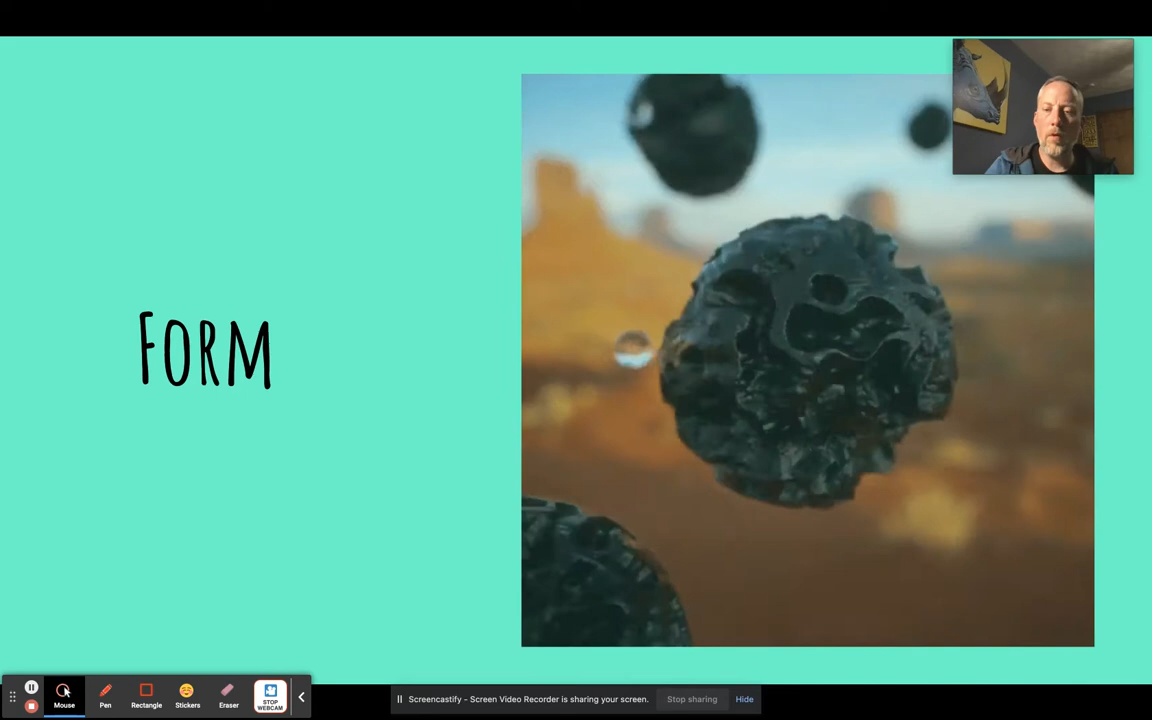 Form
Mouse
Pen
Rectangle
Stickers
Eraser
STOP
WEBCAM
Screencastify - Screen Video Recorder is sharing your screen.
Stop sharing
Hide